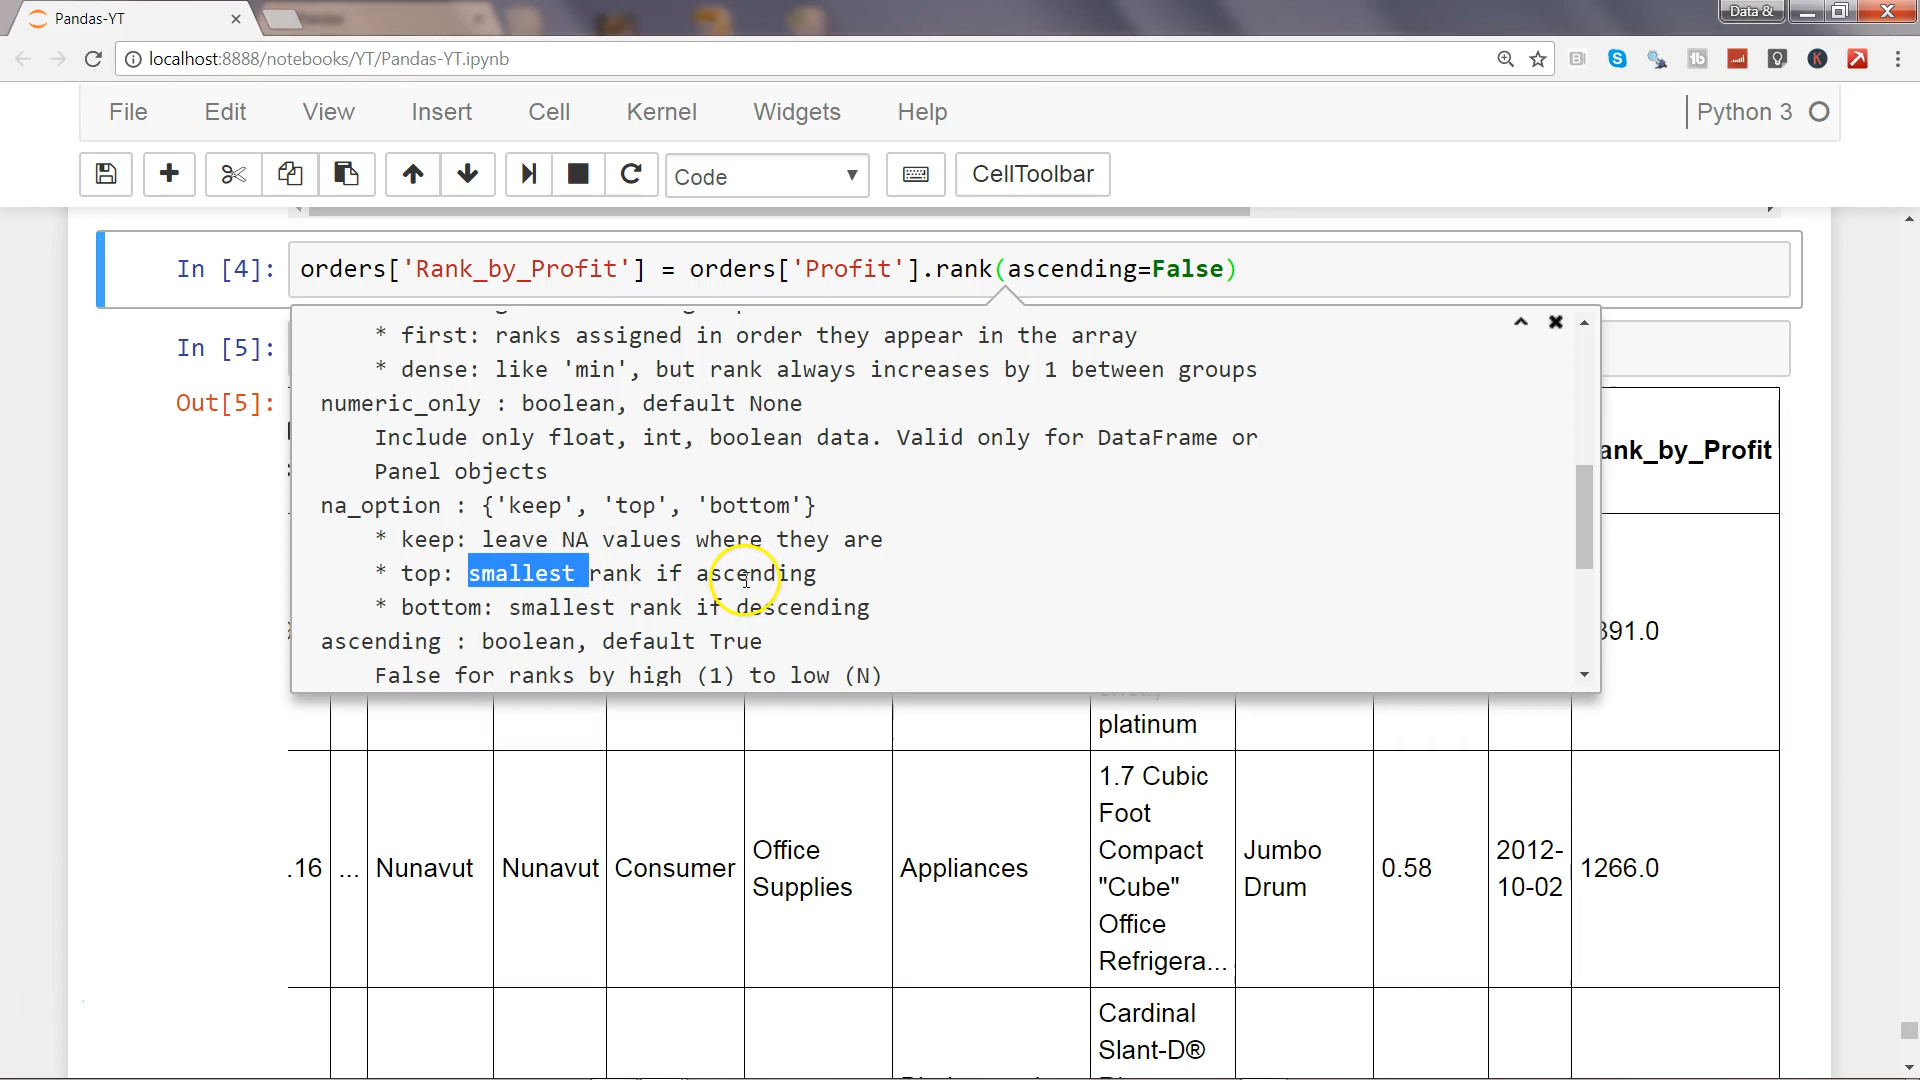 Pandas-YT
Data &
localhost:8888/notebooks/YT/Pandas-YT.ipynb
File Edit View Insert Cell Kernel Widgets Help Python 3
Code CellToolbar
In [4]: orders['Rank_by_Profit'] = orders['Profit'].rank(ascending=False)
* first: ranks assigned in order they appear in the array
* dense: like 'min', but rank always increases by 1 between groups
numeric_only : boolean, default None
Include only float, int, boolean data. Valid only for DataFrame or
Panel objects
na_option : {'keep', 'top', 'bottom'}
* keep: leave NA values where they are
* top: smallest rank if ascending
* bottom: smallest rank if descending
ascending : boolean, default True
False for ranks by high (1) to low (N)
In [5]:
Out[5]:
ank_by_Profit
391.0
platinum
.16 ... Nunavut Nunavut Consumer
Office
Supplies
Appliances
1.7 Cubic
Foot
Compact
"Cube"
Office
Refrigera...
Jumbo
Drum
0.58
2012-
10-02
1266.0
Cardinal
Slant-D®